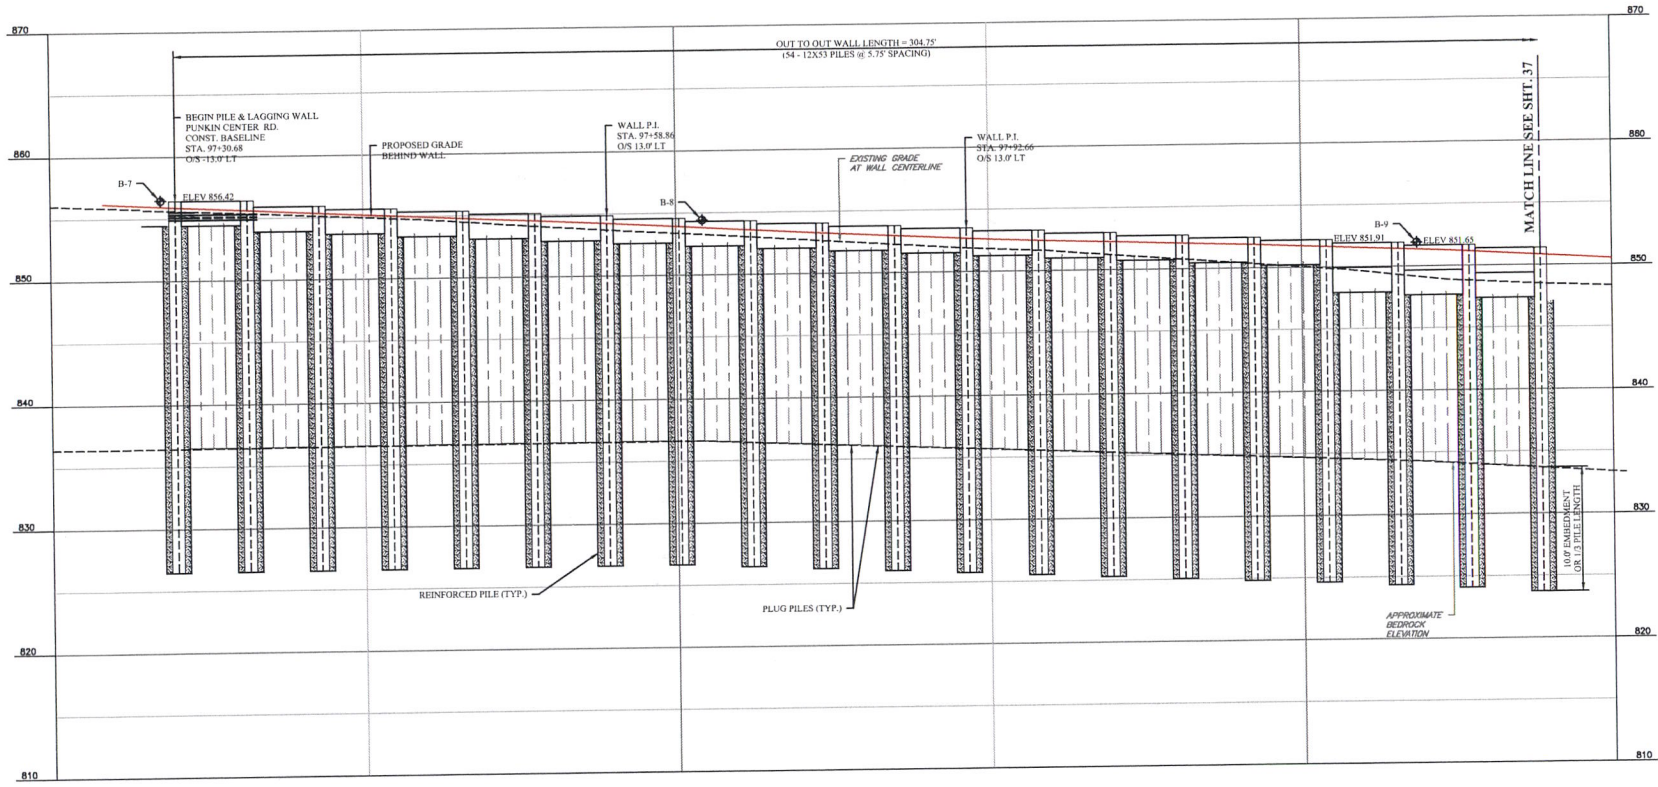 870
870
OUT TO OUT WALL LENGTH = 304.75'
(54 - 12X53 PILES @ 5.75' SPACING)
MATCH LINE SEE SHT. 37
BEGIN PILE & LAGGING WALL
PUNKIN CENTER RD.
CONST. BASELINE
STA. 97+30.68
O/S -13.0' LT
PROPOSED GRADE
BEHIND WALL
WALL P.I.
STA. 97+58.86
O/S 13.0' LT
EXISTING GRADE
AT WALL CENTERLINE
WALL P.I.
STA. 97+92.66
O/S 13.0' LT
860
860
B-7
ELEV 856.42
B-8
B-9
ELEV 851.91
ELEV 851.65
850
850
840
840
830
830
10.0' EMBEDMENT
OR 1/3 PILE LENGTH
REINFORCED PILE (TYP.)
PLUG PILES (TYP.)
APPROXIMATE
BEDROCK
ELEVATION
820
820
810
810